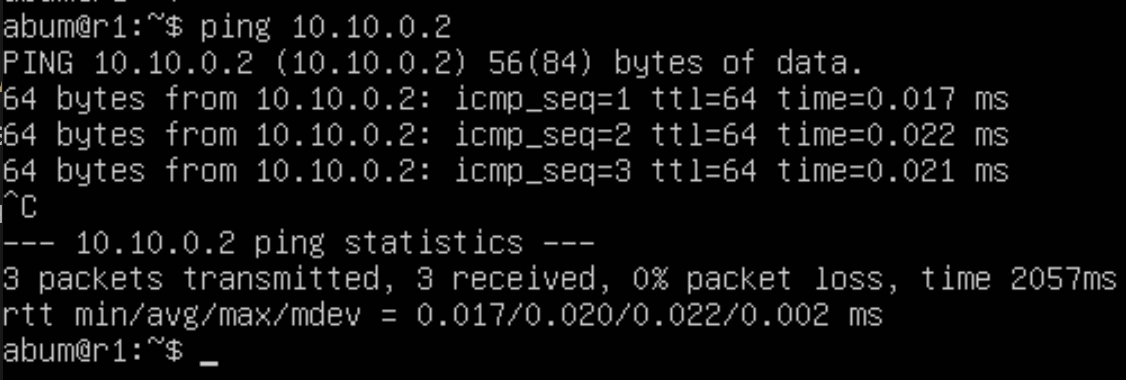 abum@r1:~$ ping 10.10.0.2
PING 10.10.0.2 (10.10.0.2) 56(84) bytes of data.
64 bytes from 10.10.0.2: icmp_seq=1 ttl=64 time=0.017 ms
64 bytes from 10.10.0.2: icmp_seq=2 ttl=64 time=0.022 ms
64 bytes from 10.10.0.2: icmp_seq=3 ttl=64 time=0.021 ms
^C
--- 10.10.0.2 ping statistics ---
3 packets transmitted, 3 received, 0% packet loss, time 2057ms
rtt min/avg/max/mdev = 0.017/0.020/0.022/0.002 ms
abum@r1:~$ _